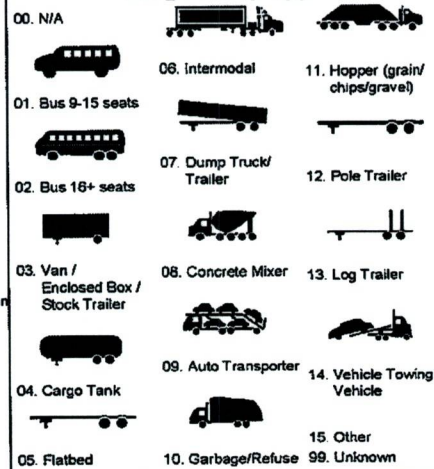 00. N/A
01. Bus 9-15 seats
02. Bus 16+ seats
03. Van /
Enclosed Box /
Stock Trailer
04. Cargo Tank
05. Flatbed
06. Intermodal
07. Dump Truck/
Trailer
08. Concrete Mixer
09. Auto Transporter
10. Garbage/Refuse
11. Hopper (grain/
chips/gravel)
12. Pole Trailer
13. Log Trailer
14. Vehicle Towing
Vehicle
15. Other
99. Unknown